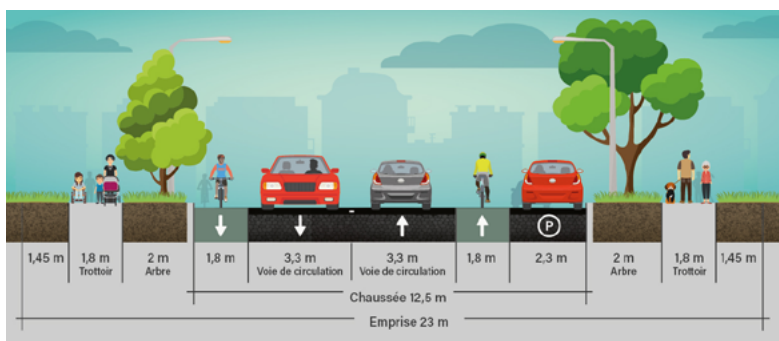 P
1,45 m
1,8 m
Trottoir
2 m
Arbre
1,8 m
3,3 m
Voie de circulation
3,3 m
Voie de circulation
1,8 m
2,3 m
2 m
Arbre
1,8 m
Trottoir
1,45 m
Chaussée 12,5 m
Emprise 23 m